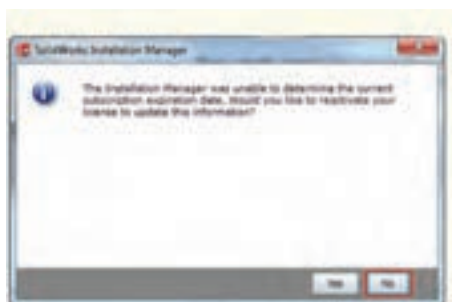 SolidWorks Installation Manager
The Installation Manager was unable to determine the current
subscription expiration date. Would you like to reactivate your
license to update this information?
Yes No